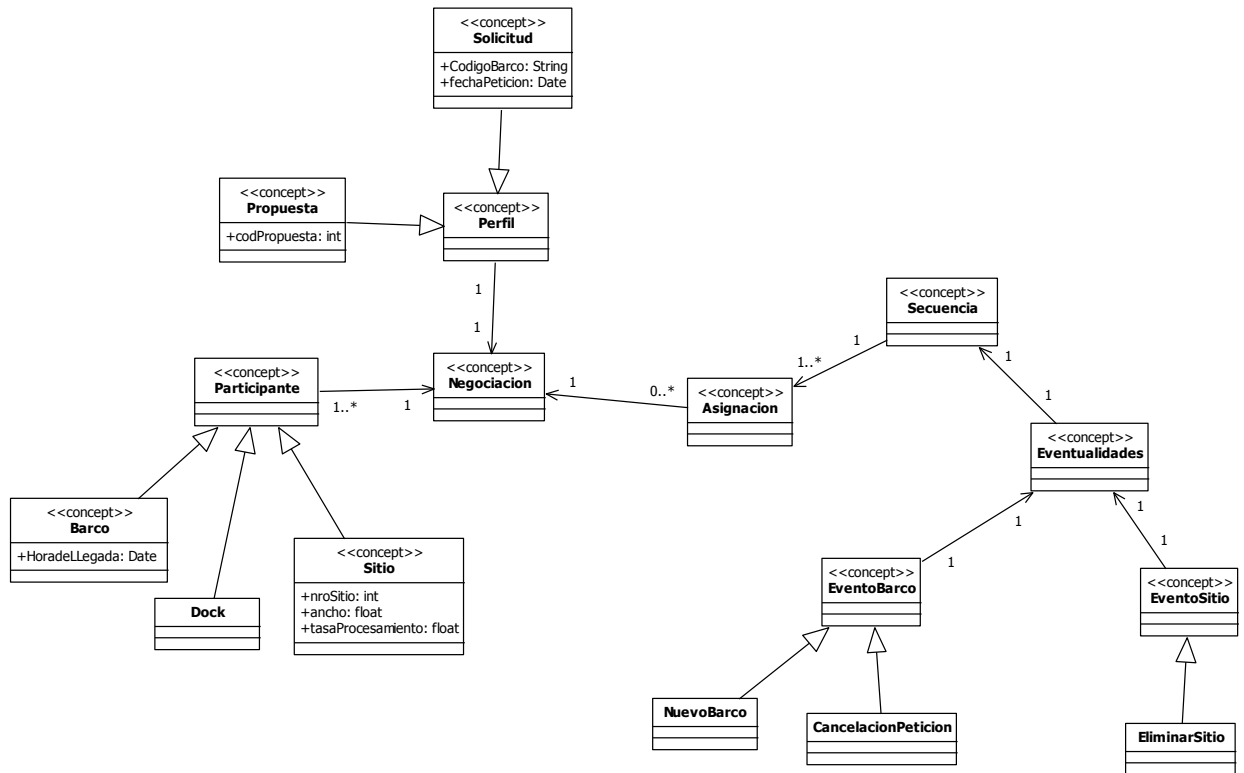 <<concept>>
Solicitud
+CodigoBarco: String
+fechaPeticion: Date
<<concept>>
Propuesta
+codPropuesta: int
<<concept>>
Perfil
1
1
<<concept>>
Secuencia
1
1
1..*
1
<<concept>>
Participante
1..*
1
<<concept>>
Negociacion
1
0..*
<<concept>>
Asignacion
<<concept>>
Eventualidades
1
1
1
1
<<concept>>
Barco
+HoradeLLegada: Date
Dock
<<concept>>
Sitio
+nroSitio: int
+ancho: float
+tasaProcesamiento: float
<<concept>>
EventoBarco
<<concept>>
EventoSitio
NuevoBarco
CancelacionPeticion
EliminarSitio